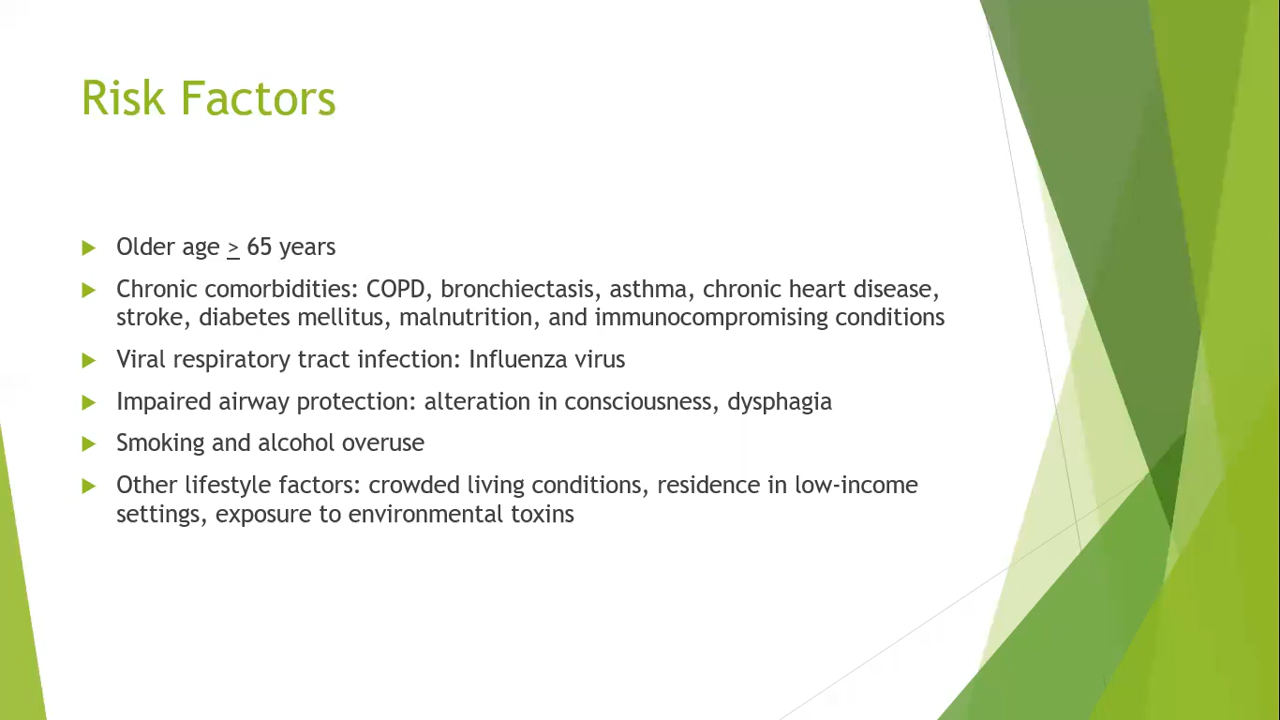 Risk Factors
Older age ≥ 65 years
Chronic comorbidities: COPD, bronchiectasis, asthma, chronic heart disease,
stroke, diabetes mellitus, malnutrition, and immunocompromising conditions
Viral respiratory tract infection: Influenza virus
Impaired airway protection: alteration in consciousness, dysphagia
Smoking and alcohol overuse
Other lifestyle factors: crowded living conditions, residence in low-income
settings, exposure to environmental toxins